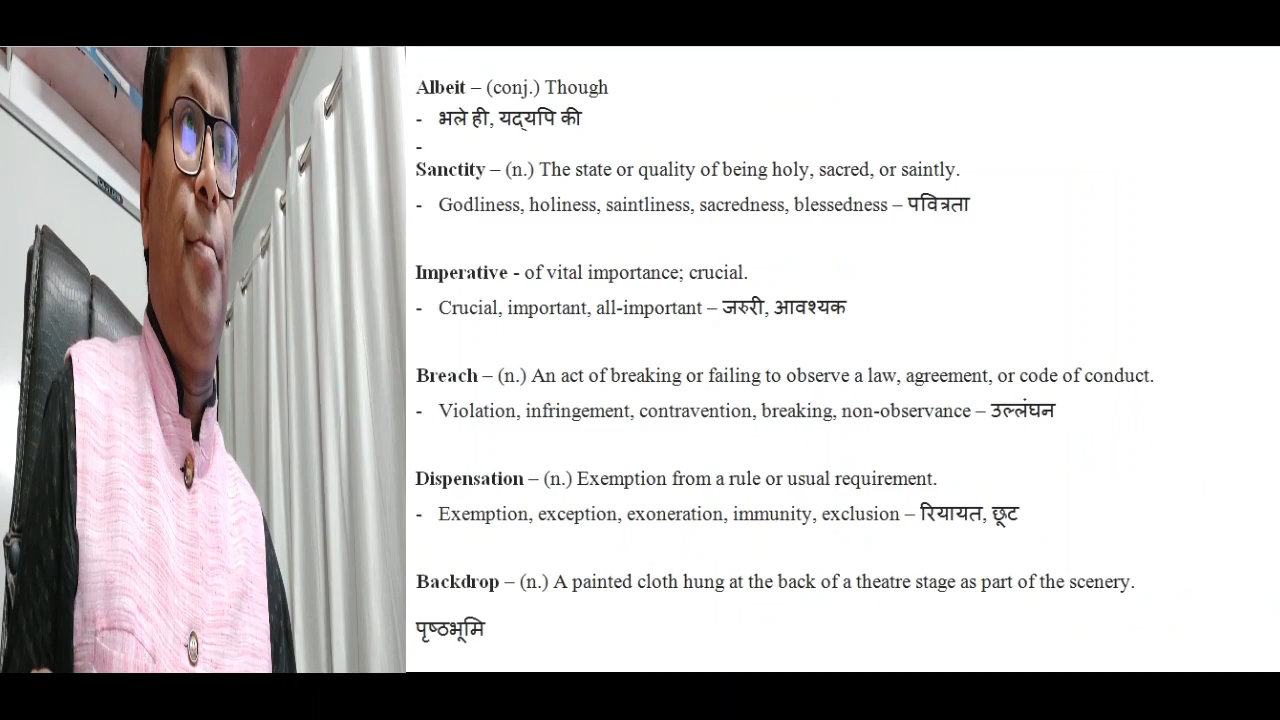 Albeit – (conj.) Though
- भले ही, यद्यपि की
-
Sanctity – (n.) The state or quality of being holy, sacred, or saintly.
- Godliness, holiness, saintliness, sacredness, blessedness – पवित्रता
Imperative - of vital importance; crucial.
- Crucial, important, all-important – जरुरी, आवश्यक
Breach – (n.) An act of breaking or failing to observe a law, agreement, or code of conduct.
- Violation, infringement, contravention, breaking, non-observance – उल्लंघन
Dispensation – (n.) Exemption from a rule or usual requirement.
- Exemption, exception, exoneration, immunity, exclusion – रियायत, छूट
Backdrop – (n.) A painted cloth hung at the back of a theatre stage as part of the scenery.
पृष्ठभूमि